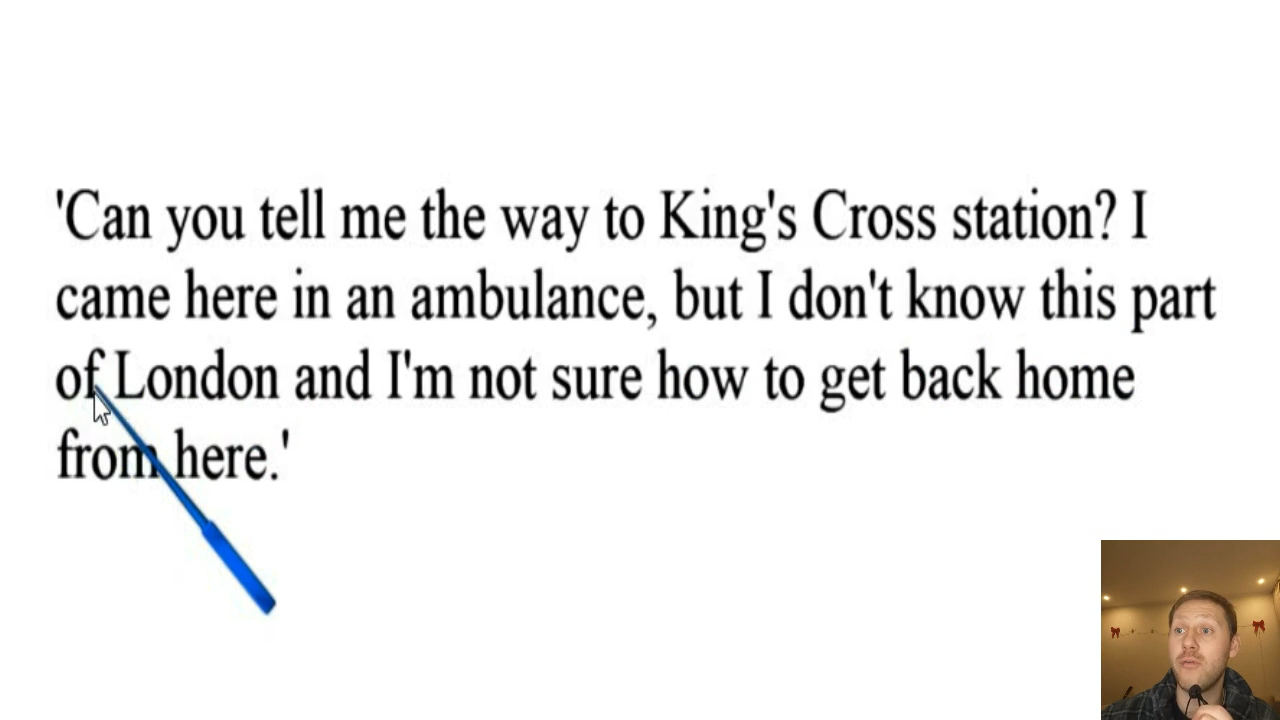 'Can you tell me the way to King's Cross station? I
came here in an ambulance, but I don't know this part
of London and I'm not sure how to get back home
from here.'